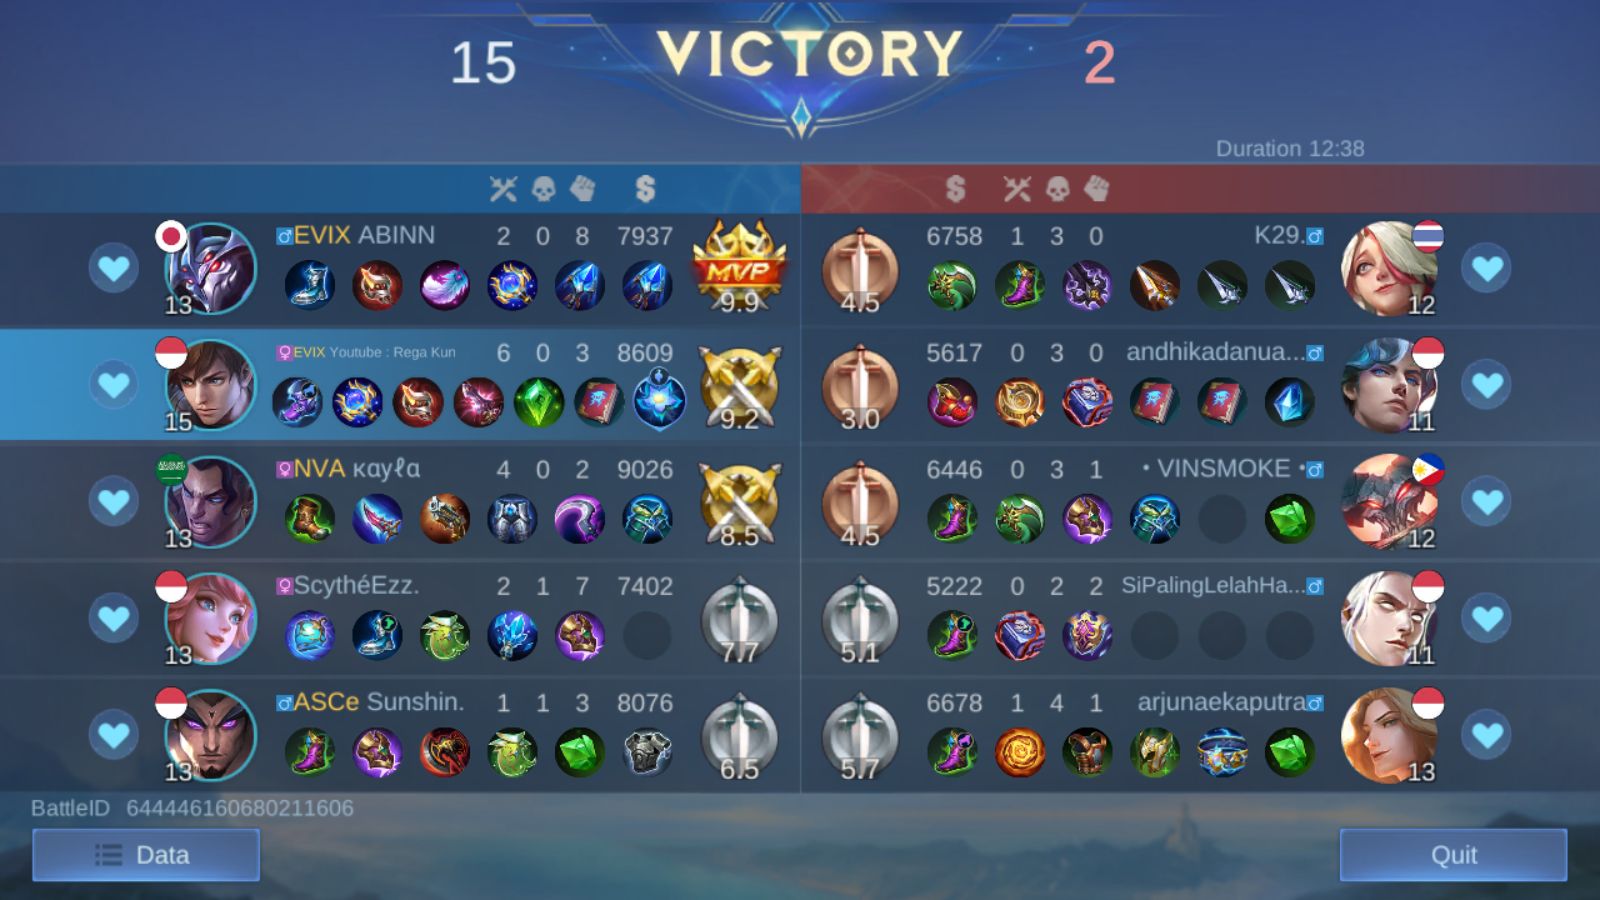 15 VICTORY 2
Duration 12:38
EVIX ABINN 2 0 8 7937
13
MVP
9.9
4.5
6758 1 3 0 K29.
12
EVIX Youtube : Rega Kun 6 0 3 8609
15
9.2
3.0
5617 0 3 0 andhikadanua...
11
NVA кαуℓα 4 0 2 9026
13
8.5
4.5
6446 0 3 1 • VINSMOKE •
12
ScythéEzz. 2 1 7 7402
13
7.7
5.1
5222 0 2 2 SiPalingLelahHa...
11
ASCe Sunshin. 1 1 3 8076
13
6.5
5.7
6678 1 4 1 arjunaekaputra
13
BattleID 644446160680211606
Data
Quit